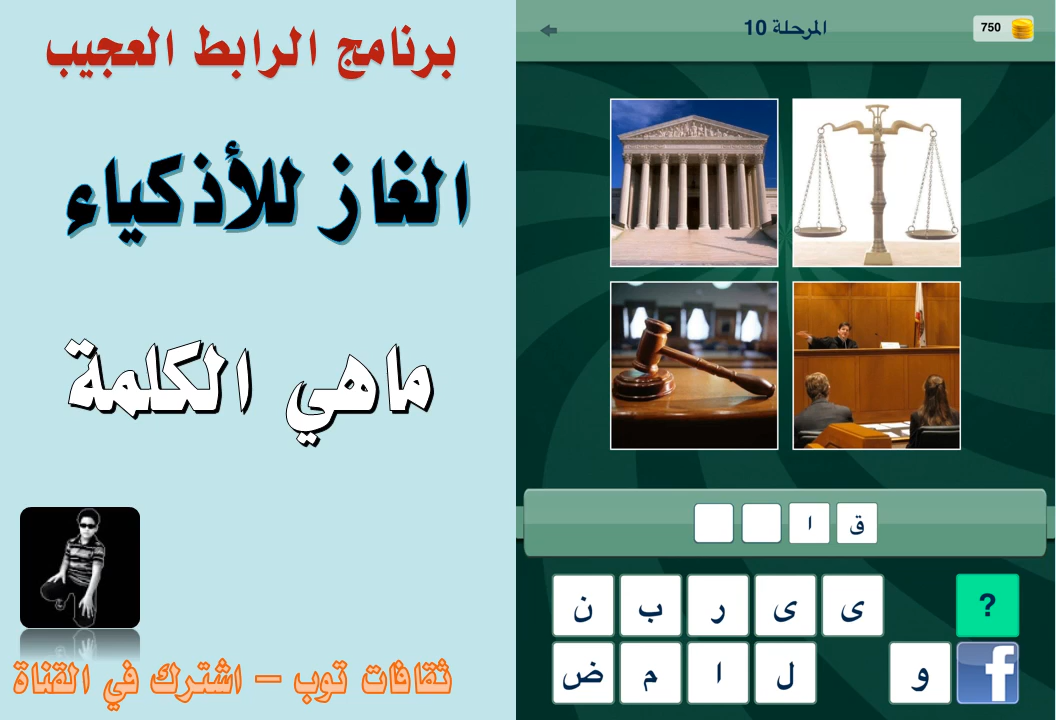 برنامج الرابط العجيب
الغاز للأذكياء
ماهي الكلمة
ثقافات توب – اشترك في القناة
المرحلة 10
750
ق ا
ى ى ر ب ن
?
و ل ا م ض
f